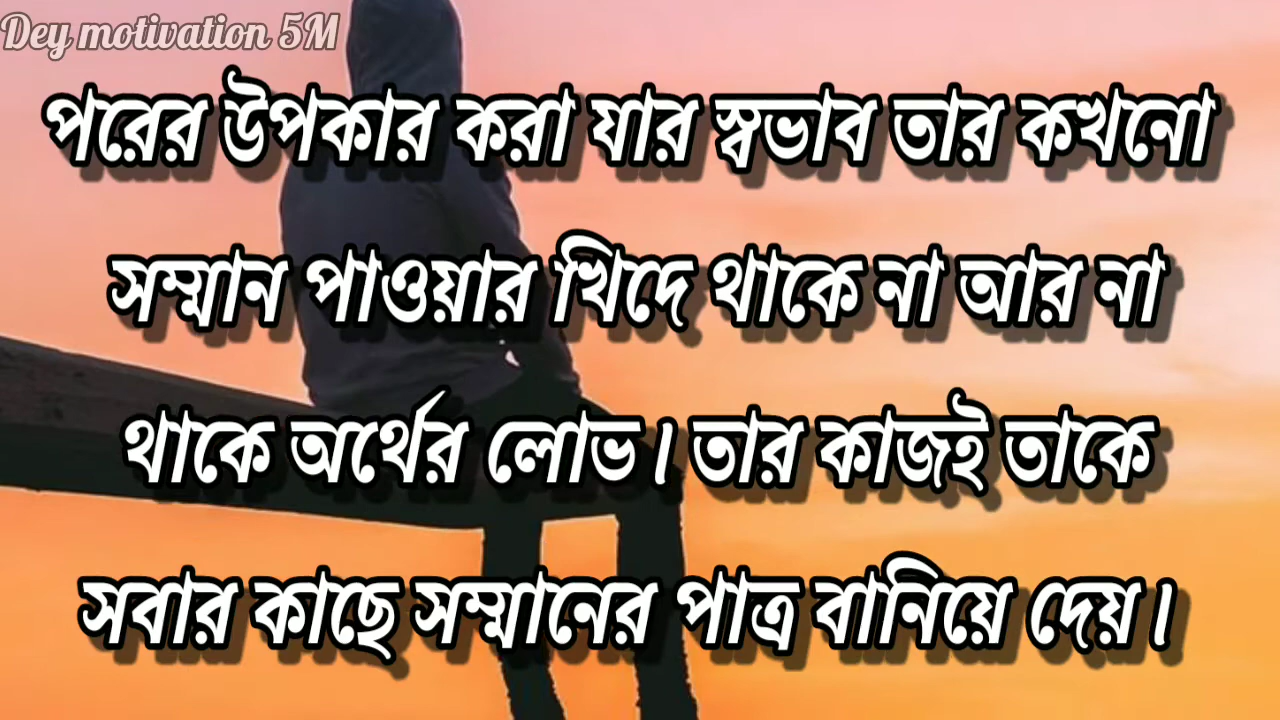 Dey motivation 5M
পরের উপকার করা যার স্বভাব তার কখনো
সম্মান পাওয়ার খিদে থাকে না আর না
থাকে অর্থের লোভ। তার কাজই তাকে
সবার কাছে সম্মানের পাত্র বানিয়ে দেয়।